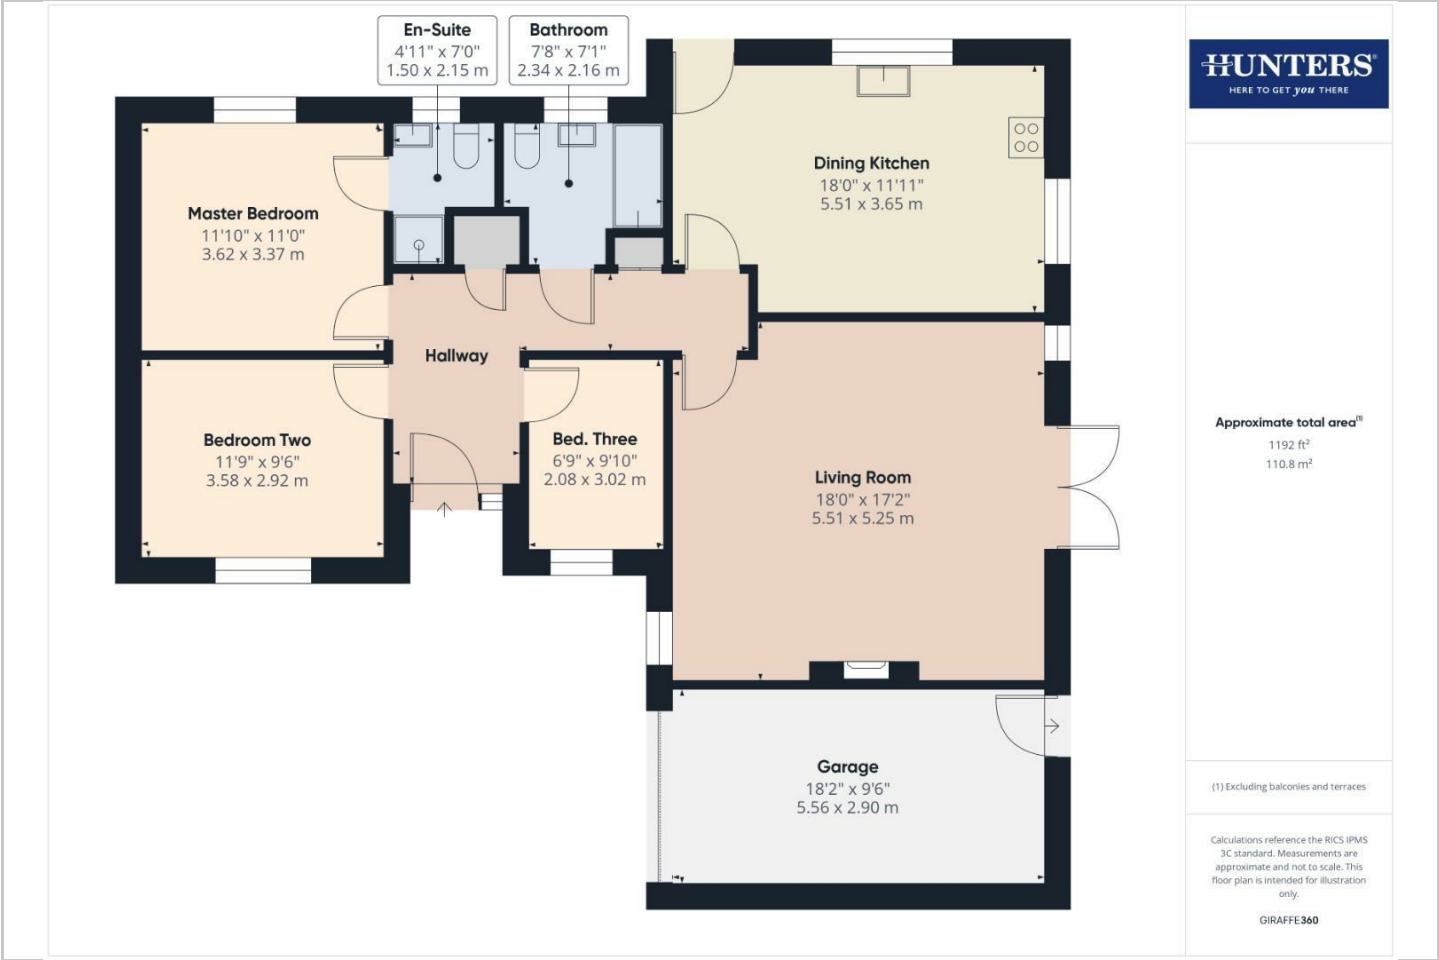 En-Suite
4'11" x 7'0"
1.50 x 2.15 m
Bathroom
7'8" x 7'1"
2.34 x 2.16 m
Dining Kitchen
18'0" x 11'11"
5.51 x 3.65 m
Master Bedroom
11'10" x 11'0"
3.62 x 3.37 m
Hallway
Bedroom Two
11'9" x 9'6"
3.58 x 2.92 m
Bed. Three
6'9" x 9'10"
2.08 x 3.02 m
Living Room
18'0" x 17'2"
5.51 x 5.25 m
Garage
18'2" x 9'6"
5.56 x 2.90 m
HUNTERS®
HERE TO GET you THERE
Approximate total area(1)
1192 ft²
110.8 m²
(1) Excluding balconies and terraces
Calculations reference the RICS IPMS
3C standard. Measurements are
approximate and not to scale. This
floor plan is intended for illustration
only.
GIRAFFE360